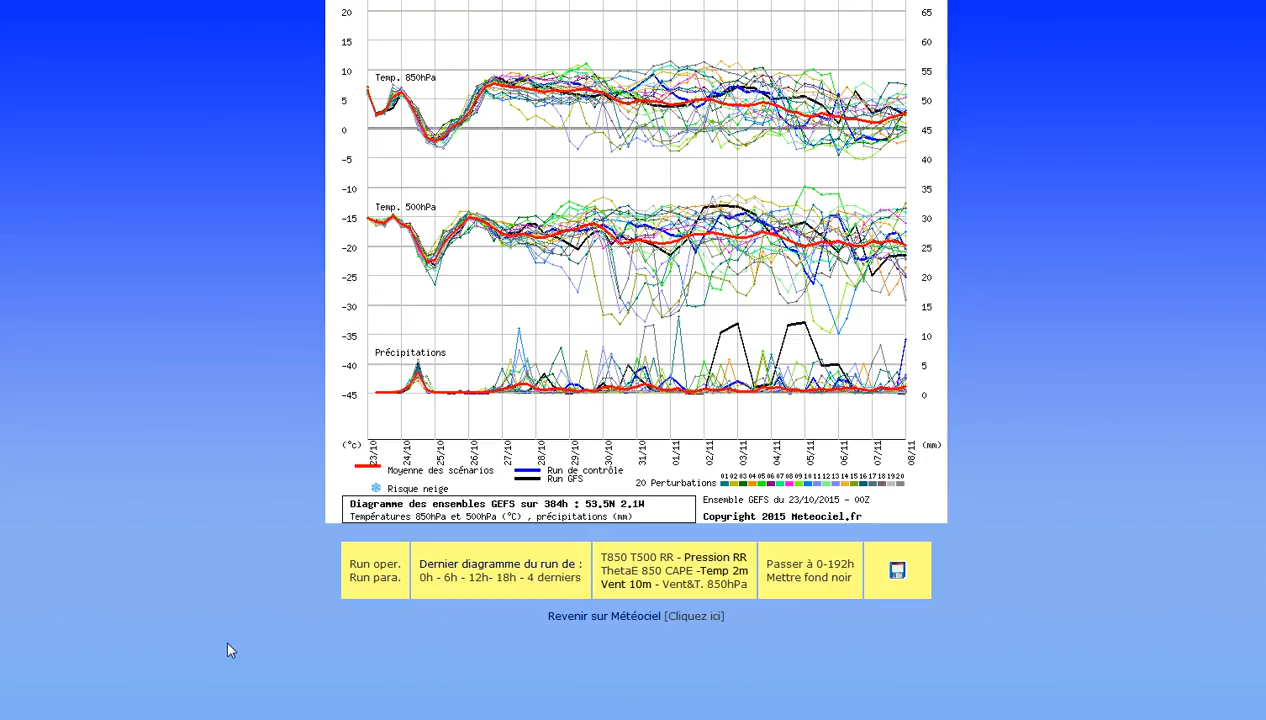 20 65
15 60
10 Temp. 850hPa 55
5 50
0 45
-5 40
-10 35
Temp. 500hPa
-15 30
-20 25
-25 20
-30 15
-35 10
Précipitations
-40 5
-45 0
(°c) 23/10 24/10 25/10 26/10 27/10 28/10 29/10 30/10 31/10 01/11 02/11 03/11 04/11 05/11 06/11 07/11 08/11 (mm)
Moyenne des scénarios Run de contrôle
Run GFS
01 02 03 04 05 06 07 08 09 10 11 12 13 14 15 16 17 18 19 20
20 Perturbations
Risque neige
Diagramme des ensembles GEFS sur 384h : 53.5N 2.1W
Températures 850hPa et 500hPa (°C) , précipitations (mm)
Ensemble GEFS du 23/10/2015 - 00Z
Copyright 2015 Meteociel.fr
Run oper.
Run para.
Dernier diagramme du run de :
0h - 6h - 12h- 18h - 4 derniers
T850 T500 RR - Pression RR
ThetaE 850 CAPE -Temp 2m
Vent 10m - Vent&T. 850hPa
Passer à 0-192h
Mettre fond noir
Revenir sur Météociel [Cliquez ici]